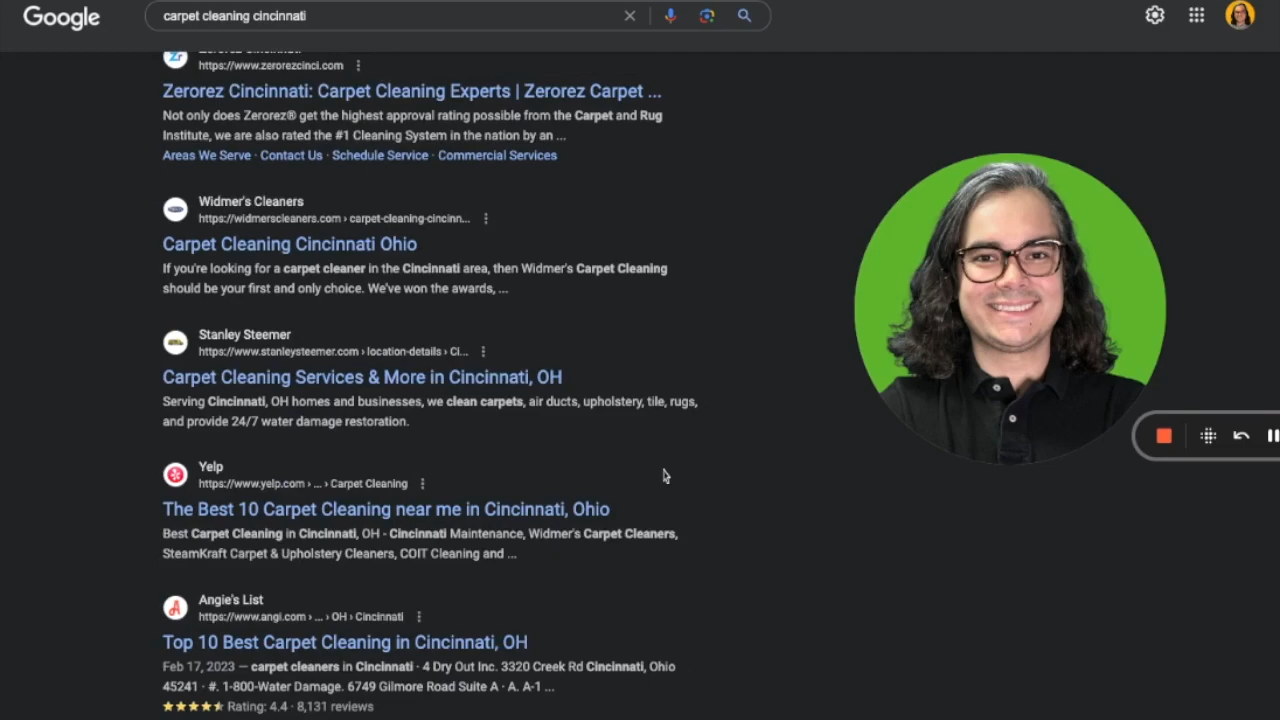 Google
carpet cleaning cincinnati
Zerorez Cincinnati
https://www.zerorezcinci.com
Zerorez Cincinnati: Carpet Cleaning Experts | Zerorez Carpet ...
Not only does Zerorez® get the highest approval rating possible from the Carpet and Rug
Institute, we are also rated the #1 Cleaning System in the nation by an ...
Areas We Serve · Contact Us · Schedule Service · Commercial Services
Widmer's Cleaners
https://widmerscleaners.com › carpet-cleaning-cincinn...
Carpet Cleaning Cincinnati Ohio
If you're looking for a carpet cleaner in the Cincinnati area, then Widmer's Carpet Cleaning
should be your first and only choice. We've won the awards, ...
Stanley Steemer
https://www.stanleysteemer.com › location-details › Ci...
Carpet Cleaning Services & More in Cincinnati, OH
Serving Cincinnati, OH homes and businesses, we clean carpets, air ducts, upholstery, tile, rugs,
and provide 24/7 water damage restoration.
Yelp
https://www.yelp.com › ... › Carpet Cleaning
The Best 10 Carpet Cleaning near me in Cincinnati, Ohio
Best Carpet Cleaning in Cincinnati, OH - Cincinnati Maintenance, Widmer's Carpet Cleaners,
SteamKraft Carpet & Upholstery Cleaners, COIT Cleaning and ...
Angie's List
https://www.angi.com › ... › OH › Cincinnati
Top 10 Best Carpet Cleaning in Cincinnati, OH
Feb 17, 2023 — carpet cleaners in Cincinnati · 4 Dry Out Inc. 3320 Creek Rd Cincinnati, Ohio
45241 · #. 1-800-Water Damage. 6749 Gilmore Road Suite A · A. A-1 ...
Rating: 4.4 · 8,131 reviews